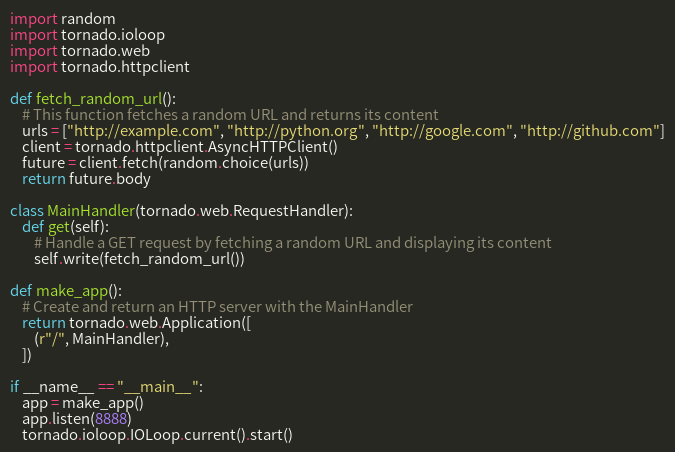 import random
import tornado.ioloop
import tornado.web
import tornado.httpclient

def fetch_random_url():
    # This function fetches a random URL and returns its content
    urls = ["http://example.com", "http://python.org", "http://google.com", "http://github.com"]
    client = tornado.httpclient.AsyncHTTPClient()
    future = client.fetch(random.choice(urls))
    return future.body

class MainHandler(tornado.web.RequestHandler):
    def get(self):
        # Handle a GET request by fetching a random URL and displaying its content
        self.write(fetch_random_url())

def make_app():
    # Create and return an HTTP server with the MainHandler
    return tornado.web.Application([
        (r"/", MainHandler),
    ])

if __name__ == "__main__":
    app = make_app()
    app.listen(8888)
    tornado.ioloop.IOLoop.current().start()